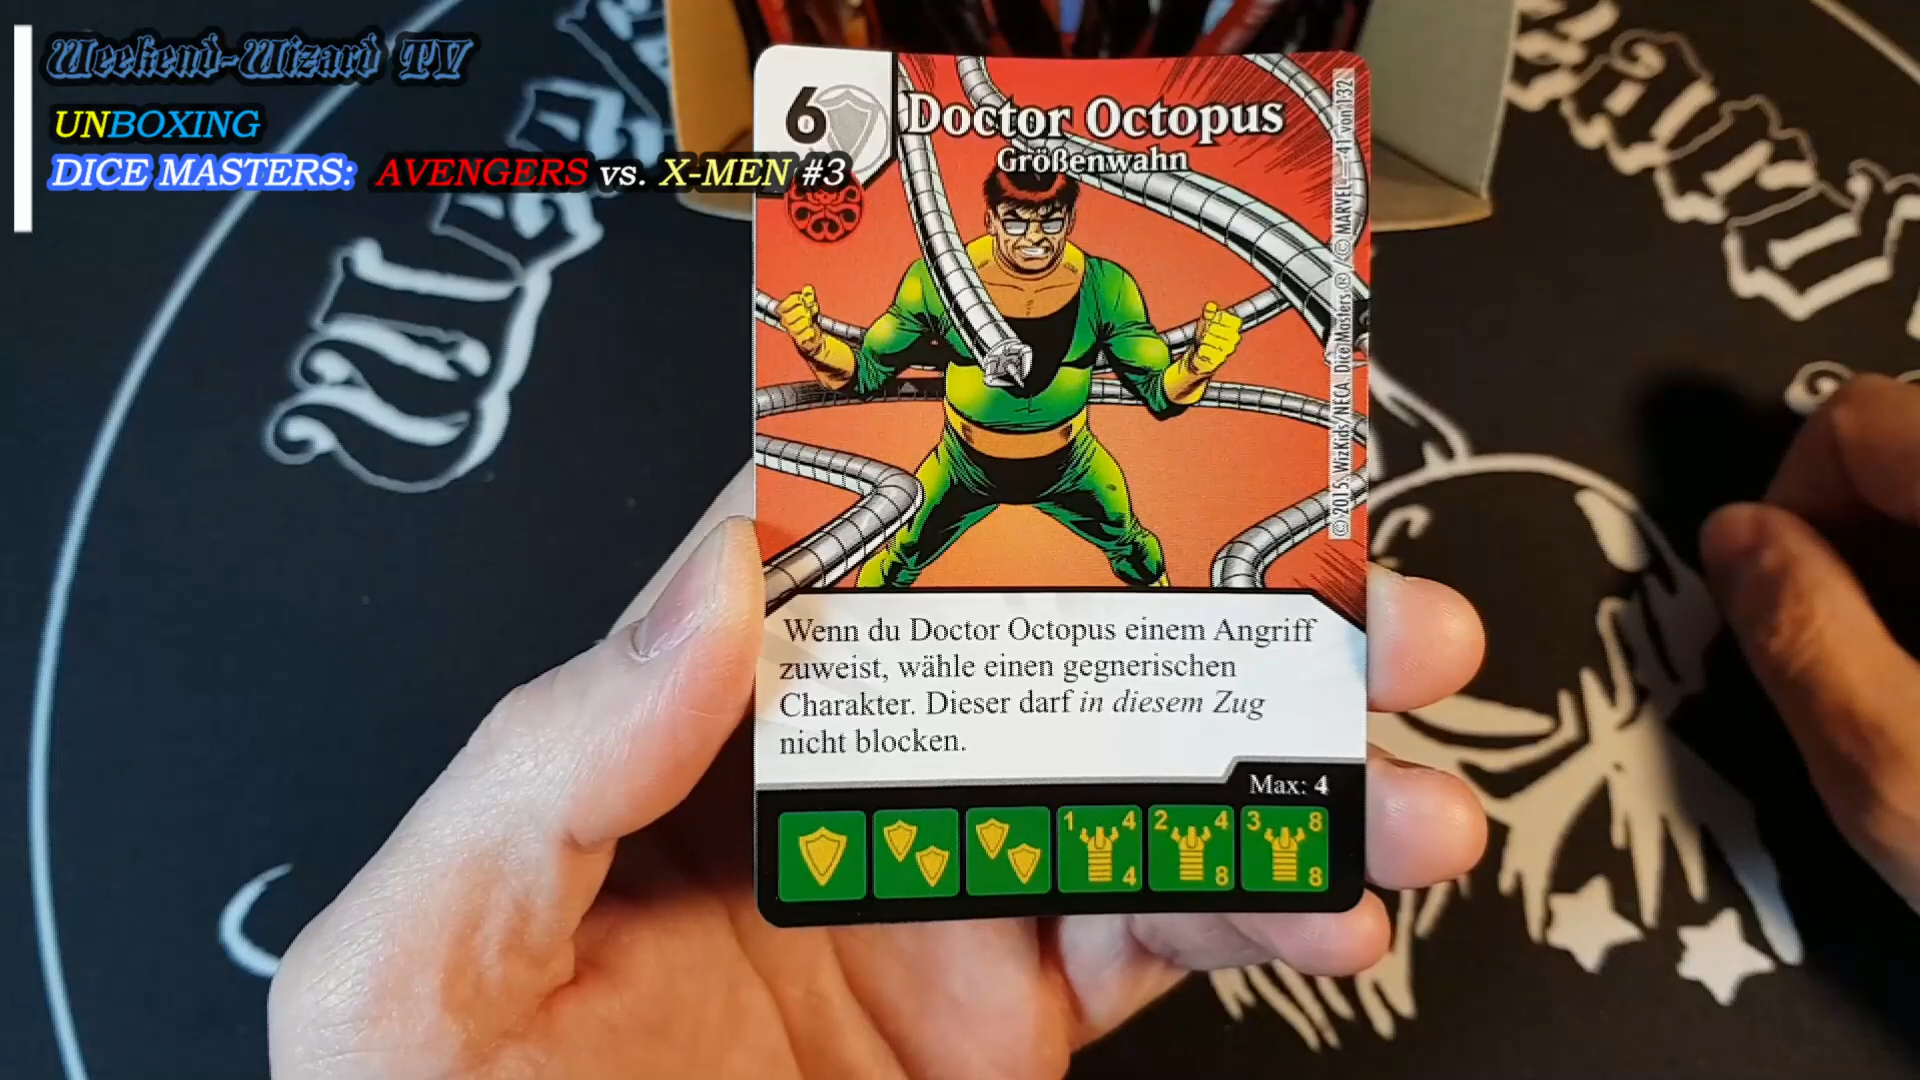 Weekend-Wizard TV
UNBOXING
DICE MASTERS: AVENGERS vs. X-MEN #3
6
Doctor Octopus
Größenwahn
© 2015 WizKids/NECA Dice Masters ® / © MARVEL – 41 von 132
Wenn du Doctor Octopus einem Angriff
zuweist, wähle einen gegnerischen
Charakter. Dieser darf in diesem Zug
nicht blocken.
Max: 4
1 4 4
2 4 8
3 8 8